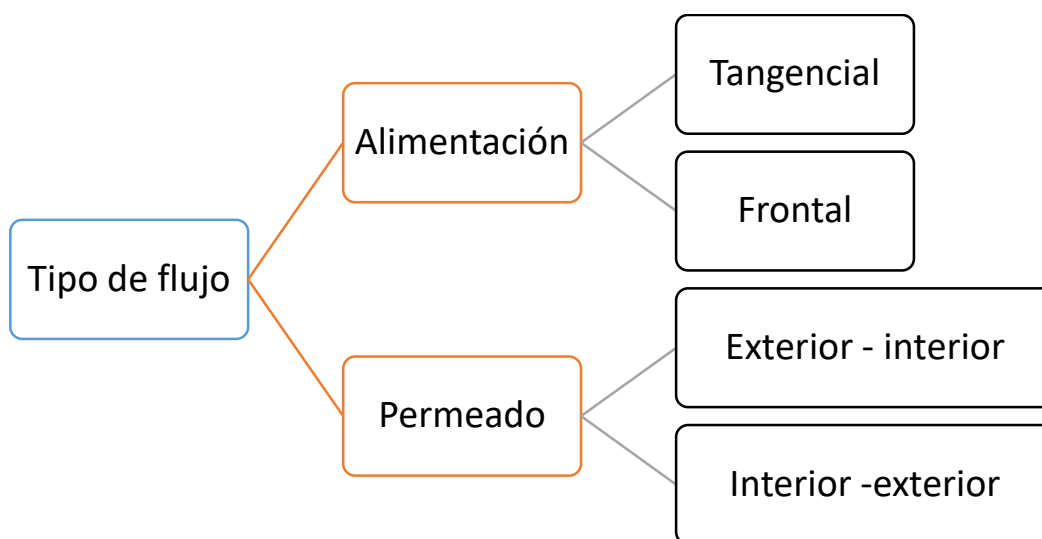 Tipo de flujo
Alimentación
Tangencial
Frontal
Permeado
Exterior - interior
Interior -exterior